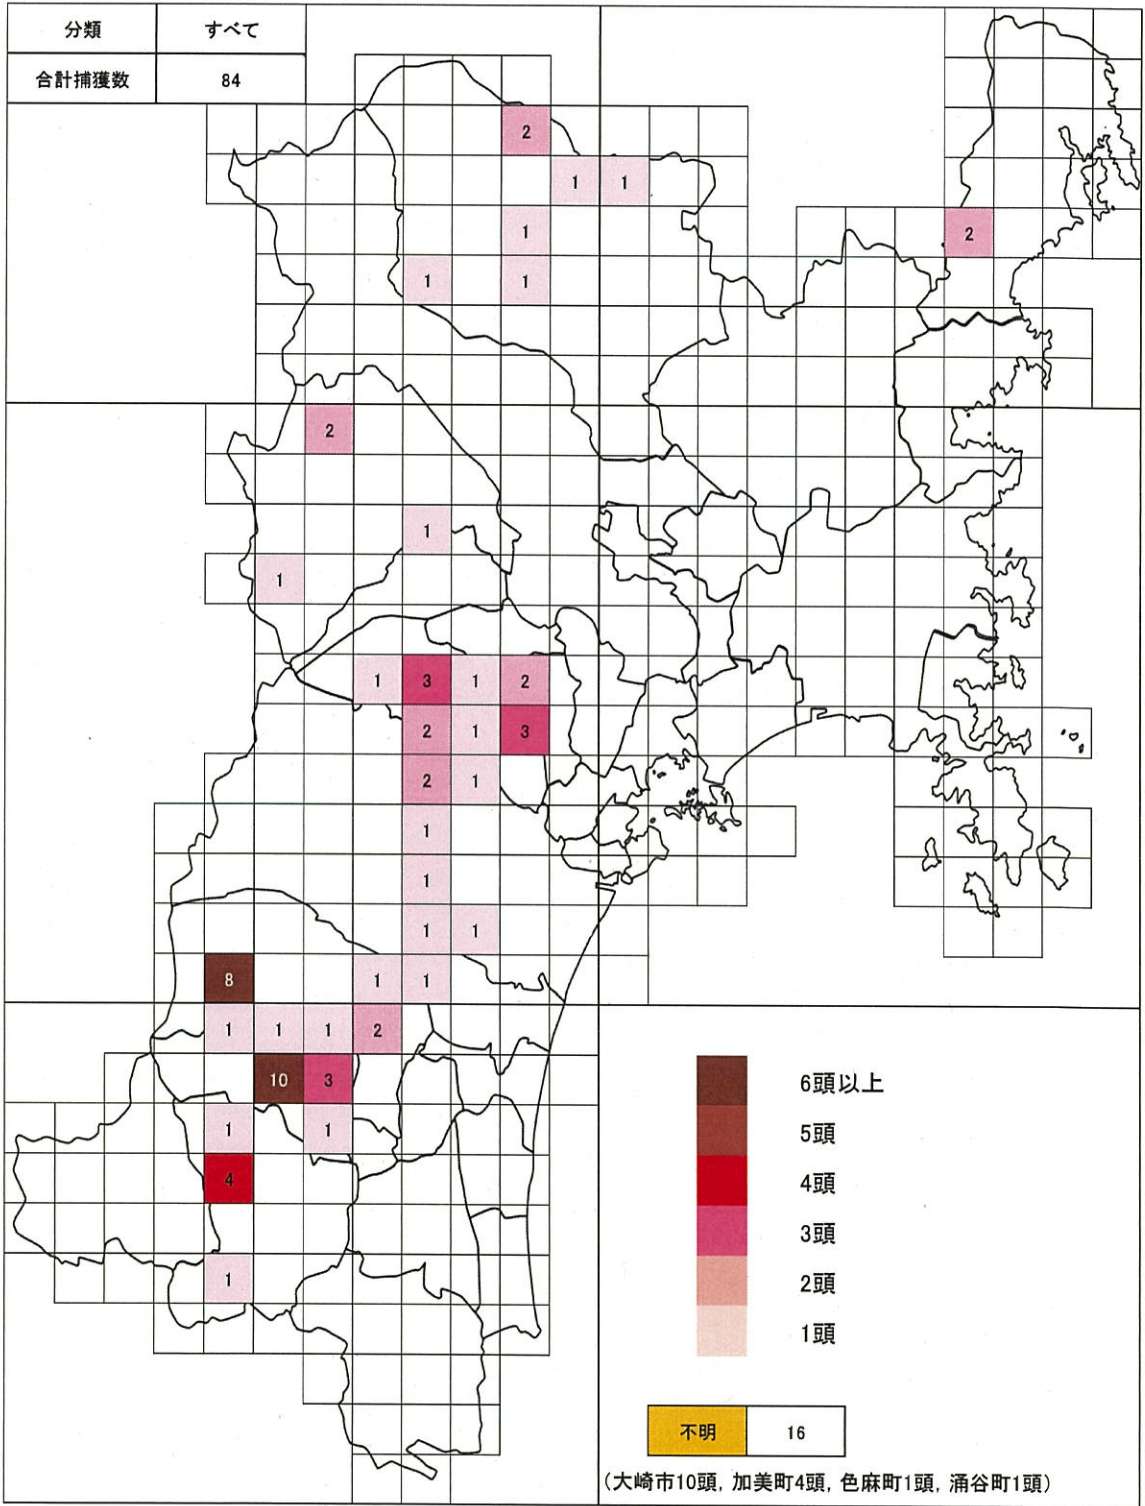 分類 すべて
合計捕獲数 84
2
1 1
1
2
1 1
2
1
1
1 3 1 2
2 1 3
2 1
1
1
1 1
8 1 1
1 1 1 2
10 3
1 1
4
1
6頭以上
5頭
4頭
3頭
2頭
1頭
不明 16
(大崎市10頭, 加美町4頭, 色麻町1頭, 涌谷町1頭)